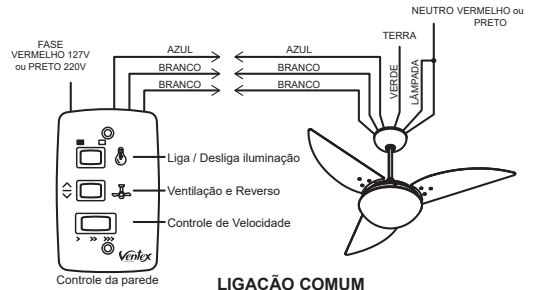 NEUTRO VERMELHO ou
PRETO
FASE
VERMELHO 127V
ou PRETO 220V
TERRA
AZUL
AZUL
BRANCO
BRANCO
BRANCO
BRANCO
VERDE
LÂMPADA
Liga / Desliga iluminação
Ventilação e Reverso
Controle de Velocidade
> >> >>>
Ventex
Controle da parede
LIGAÇÃO COMUM